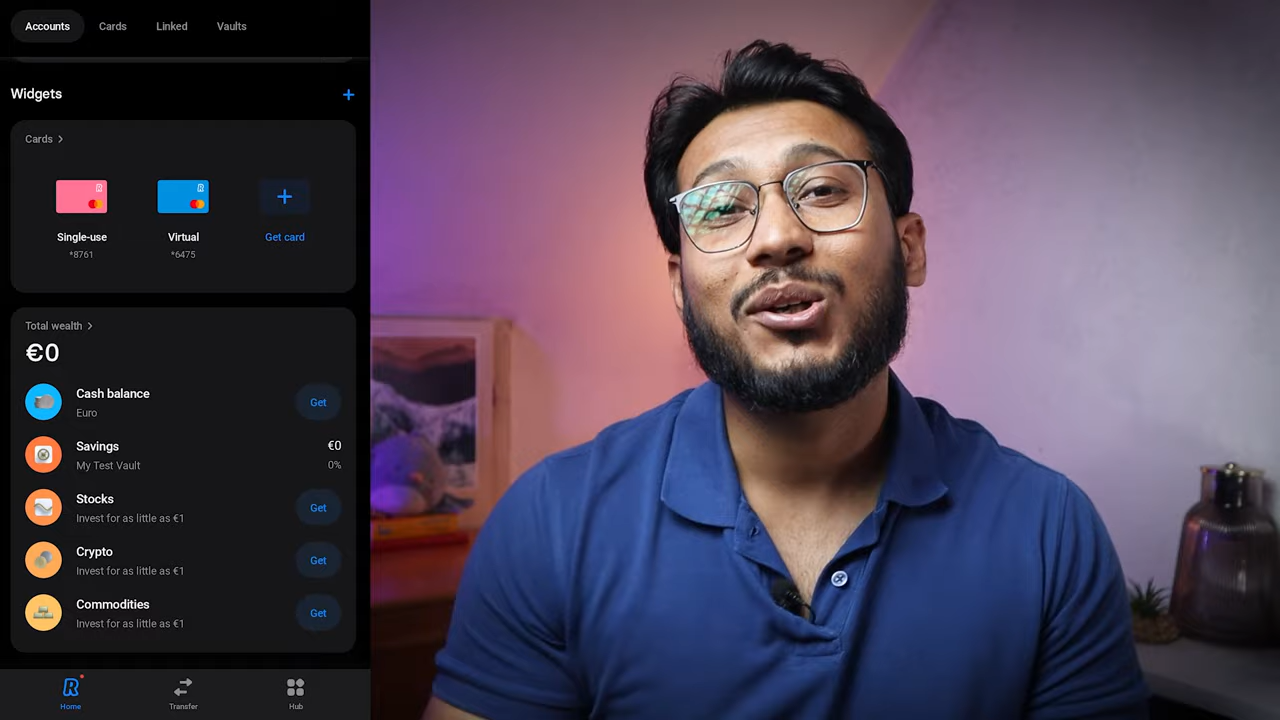 Accounts Cards Linked Vaults
Widgets
Cards
Single-use Virtual Get card
*8761 *6475
Total wealth
€0
Cash balance
Euro
Get
Savings
€0
My Test Vault
0%
Stocks
Invest for as little as €1
Get
Crypto
Invest for as little as €1
Get
Commodities
Invest for as little as €1
Get
Home Transfer Hub